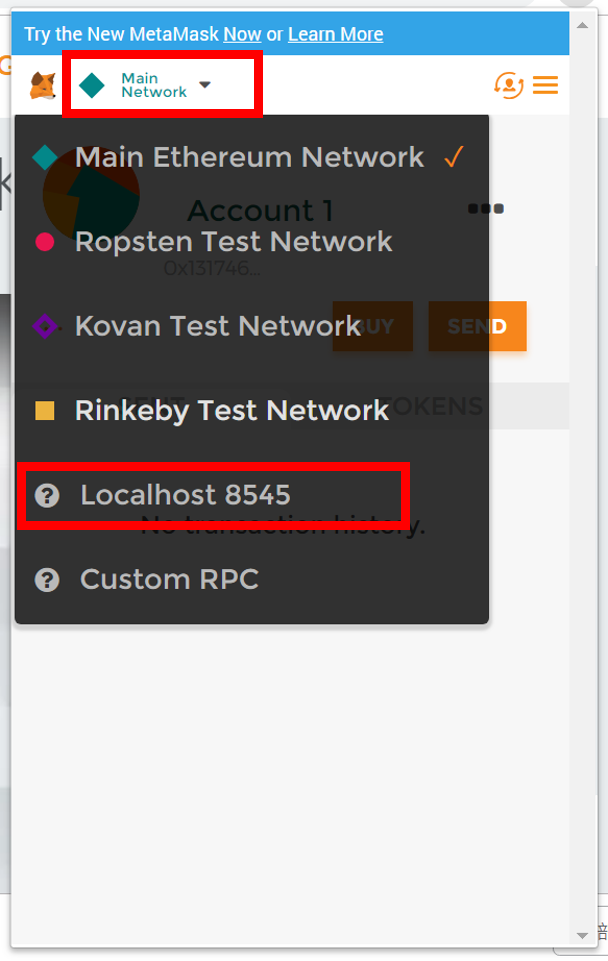 Try the New MetaMask Now or Learn More
Main
Network
Main Ethereum Network
Account 1
Ropsten Test Network
0x131746...
Kovan Test Network
BUY
SEND
Rinkeby Test Network
TOKENS
Localhost 8545
No transaction history.
Custom RPC